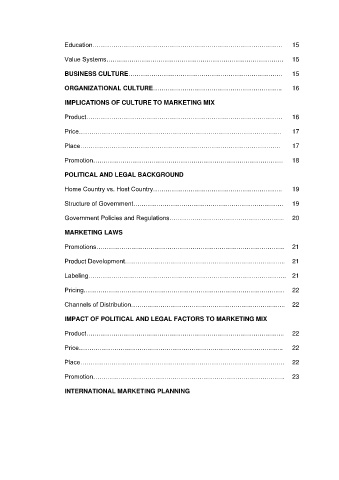 Education........................................................................................ 15
Value Systems................................................................................. 15
BUSINESS CULTURE...................................................................... 15
ORGANIZATIONAL CULTURE........................................................... 16
IMPLICATIONS OF CULTURE TO MARKETING MIX
Product........................................................................................... 16
Price............................................................................................... 17
Place.............................................................................................. 17
Promotion........................................................................................ 18
POLITICAL AND LEGAL BACKGROUND
Home Country vs. Host Country........................................................... 19
Structure of Government..................................................................... 19
Government Policies and Regulations.................................................... 20
MARKETING LAWS
Promotions....................................................................................... 21
Product Development......................................................................... 21
Labeling........................................................................................... 21
Pricing............................................................................................. 22
Channels of Distribution...................................................................... 22
IMPACT OF POLITICAL AND LEGAL FACTORS TO MARKETING MIX
Product........................................................................................... 22
Price............................................................................................... 22
Place.............................................................................................. 22
Promotion........................................................................................ 23
INTERNATIONAL MARKETING PLANNING